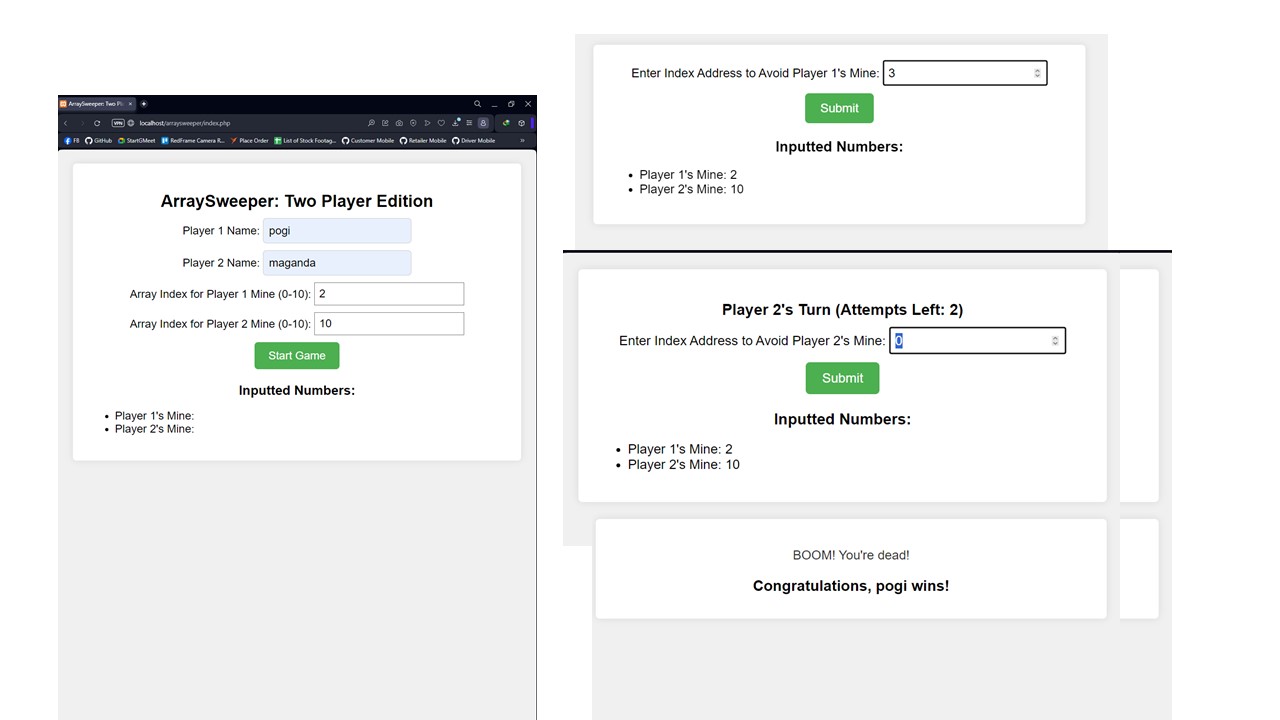 ArraySweeper: Two Pl
localhost/arraysweeper/index.php
VPN
FB
GitHub
StartGMeet
RedFrame Camera R...
Place Order
List of Stock Footag...
Customer Mobile
Retailer Mobile
Driver Mobile
ArraySweeper: Two Player Edition
Player 1 Name: pogi
Player 2 Name: maganda
Array Index for Player 1 Mine (0-10): 2
Array Index for Player 2 Mine (0-10): 10
Start Game
Inputted Numbers:
• Player 1's Mine:
• Player 2's Mine:
Enter Index Address to Avoid Player 1's Mine: 3
Submit
Inputted Numbers:
• Player 1's Mine: 2
• Player 2's Mine: 10
Player 2's Turn (Attempts Left: 2)
Enter Index Address to Avoid Player 2's Mine: 0
Submit
Inputted Numbers:
• Player 1's Mine: 2
• Player 2's Mine: 10
BOOM! You're dead!
Congratulations, pogi wins!